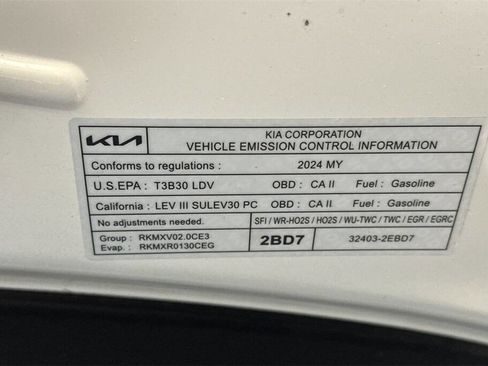 KIA KIA CORPORATION
VEHICLE EMISSION CONTROL INFORMATION
Conforms to regulations : 2024 MY
U.S.EPA : T3B30 LDV OBD : CA II Fuel : Gasoline
California : LEV III SULEV30 PC OBD : CA II Fuel : Gasoline
No adjustments needed. SFI / WR-HO2S / HO2S / WU-TWC / TWC / EGR / EGRC
Group : RKMXV02.0CE3 2BD7 32403-2EBD7
Evap. : RKMXR0130CEG